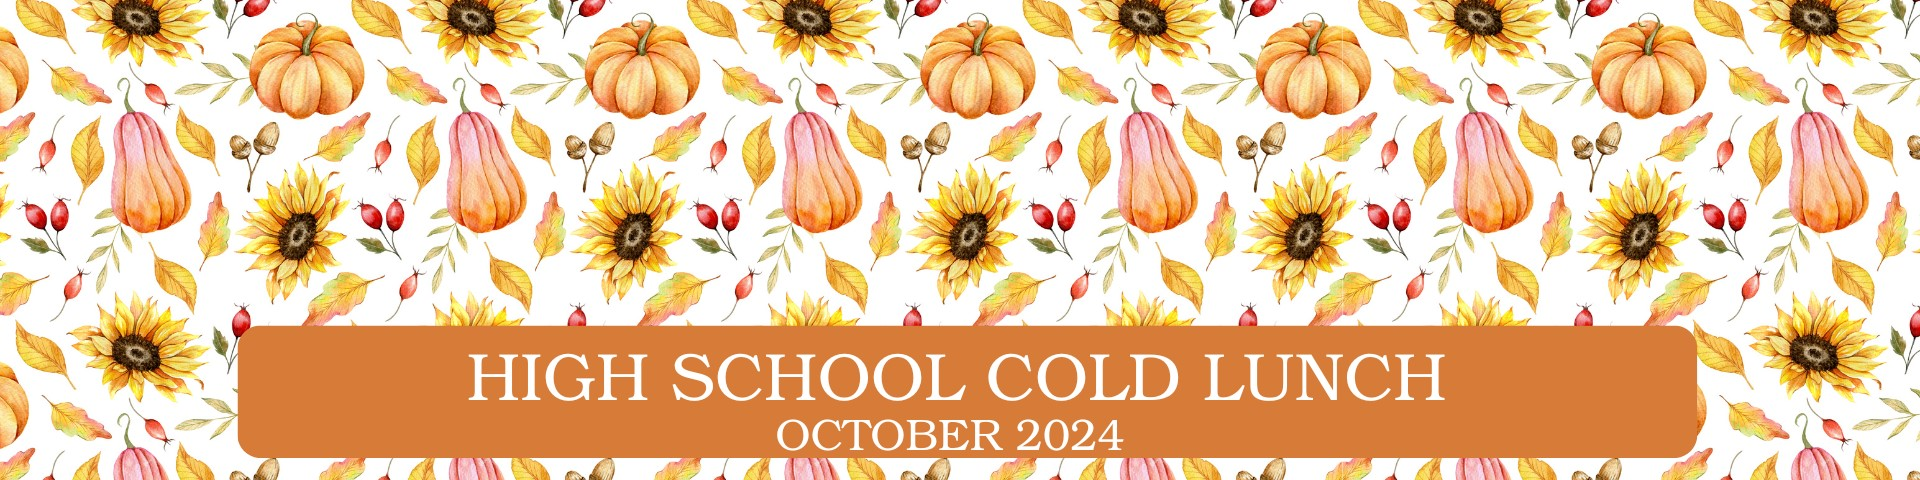 HIGH SCHOOL COLD LUNCH
OCTOBER 2024